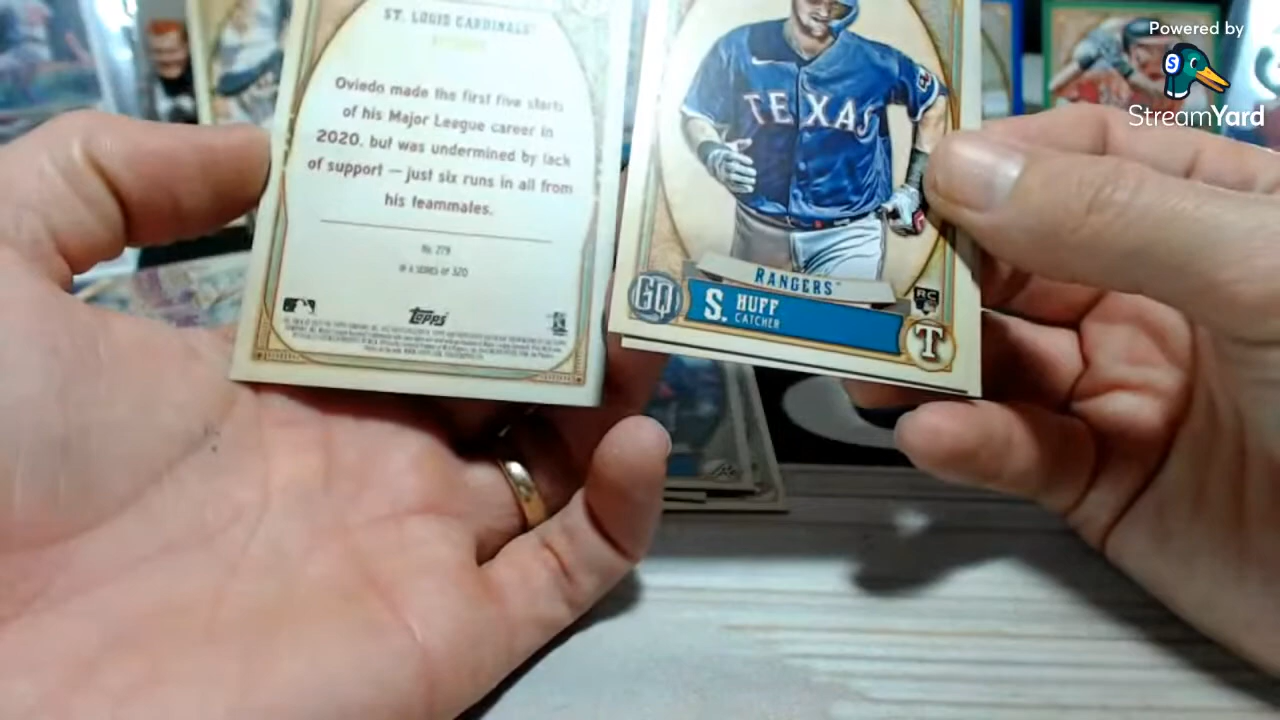 Powered by
S
StreamYard
ST. LOUIS CARDINALS
Oviedo made the first five starts
of his Major League career in
2020, but was undermined by lack
of support — just six runs in all from
his teammates.
No. 279
OF A SERIES OF 320
Topps
TEXAS
RANGERS
GQ
S. HUFF
CATCHER
RC
T